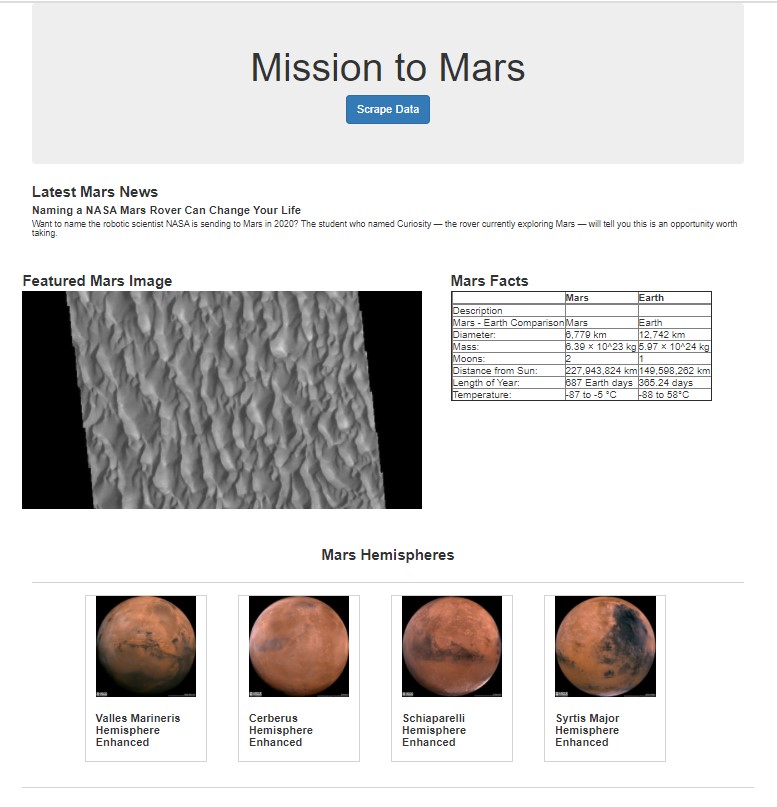 Mission to Mars
Scrape Data
Latest Mars News
Naming a NASA Mars Rover Can Change Your Life
Want to name the robotic scientist NASA is sending to Mars in 2020? The student who named Curiosity — the rover currently exploring Mars — will tell you this is an opportunity worth
taking.
Featured Mars Image
Mars Facts
Mars Earth
Description
Mars - Earth Comparison Mars Earth
Diameter: 6,779 km 12,742 km
Mass: 6.39 × 10^23 kg 5.97 × 10^24 kg
Moons: 2 1
Distance from Sun: 227,943,824 km 149,598,262 km
Length of Year: 687 Earth days 365.24 days
Temperature: -87 to -5 °C -88 to 58°C
Mars Hemispheres
Valles Marineris
Hemisphere
Enhanced
Cerberus
Hemisphere
Enhanced
Schiaparelli
Hemisphere
Enhanced
Syrtis Major
Hemisphere
Enhanced